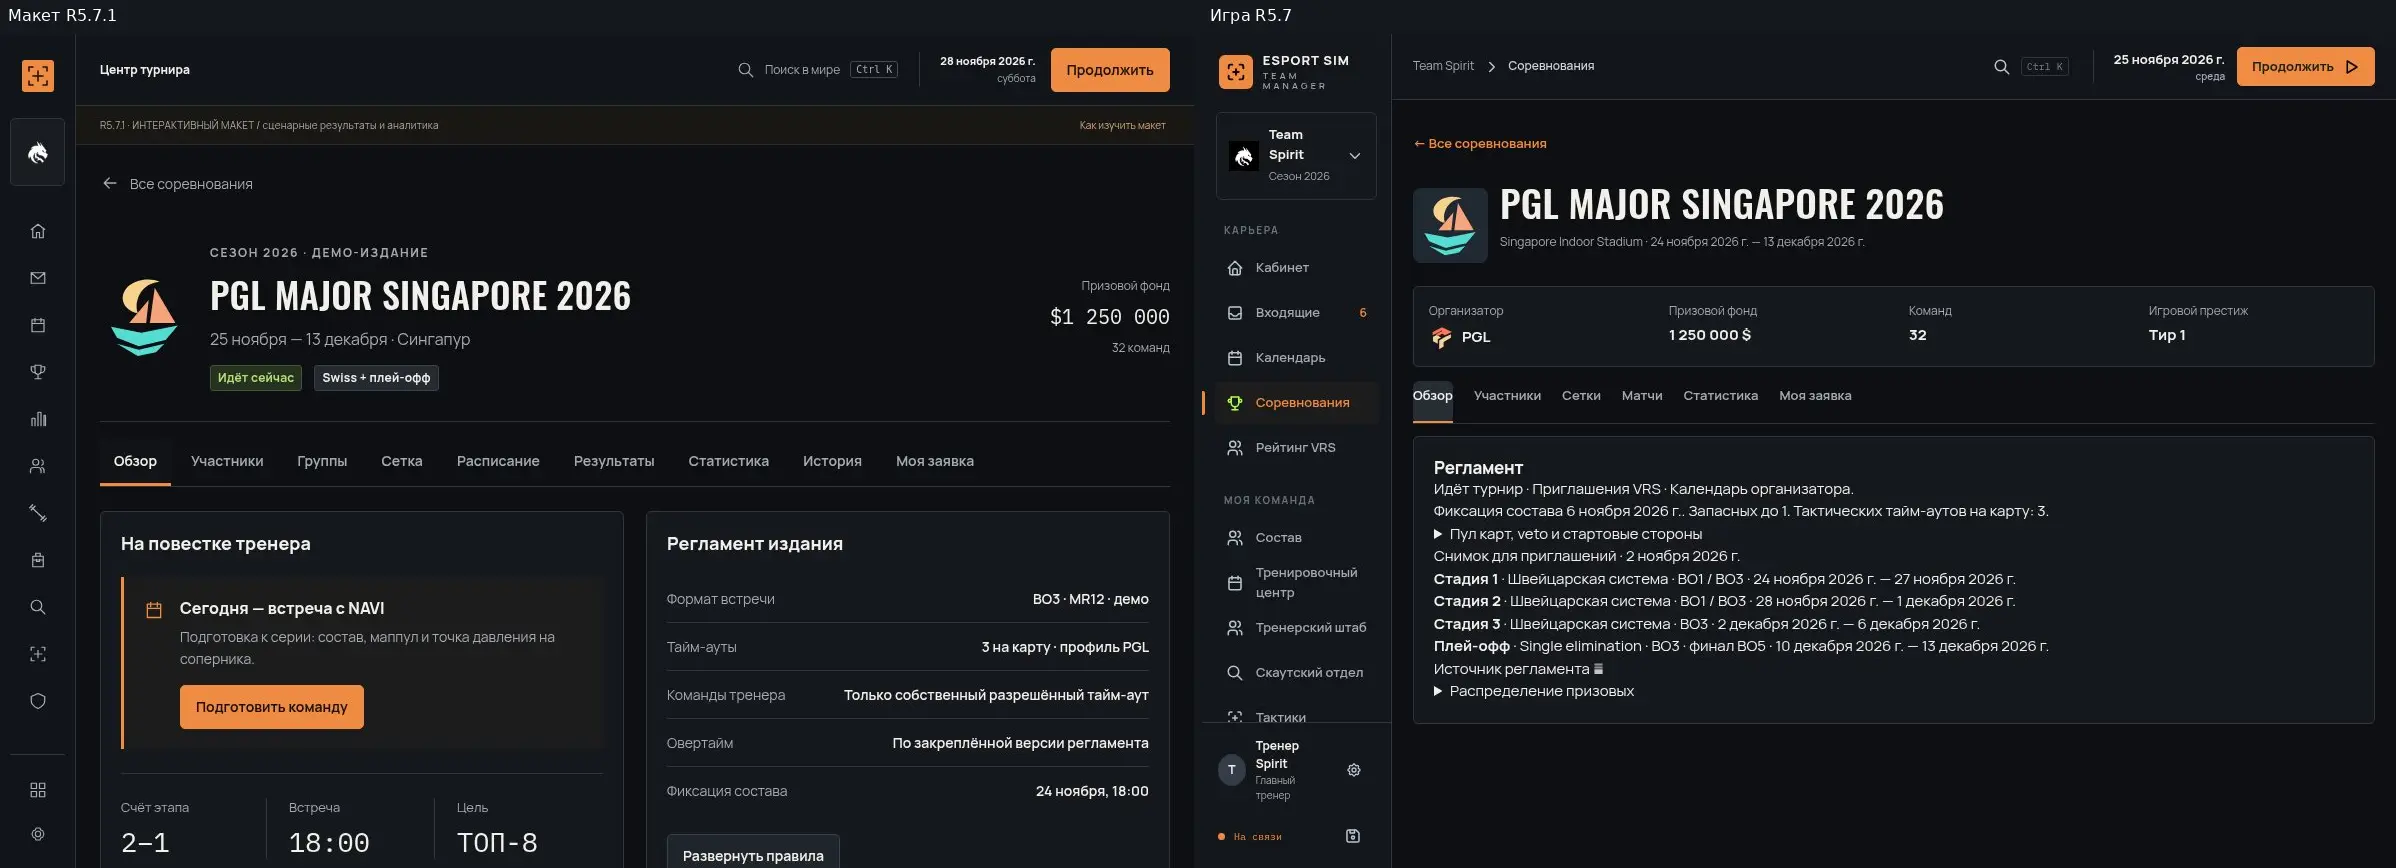 Макет R5.7.1
Центр турнира
Поиск в мире
Ctrl K
28 ноября 2026 г.
суббота
Продолжить
R5.7.1 · ИНТЕРАКТИВНЫЙ МАКЕТ / сценарные результаты и аналитика
Как изучить макет
← Все соревнования
СЕЗОН 2026 · ДЕМО-ИЗДАНИЕ
PGL MAJOR SINGAPORE 2026
25 ноября — 13 декабря · Сингапур
Идёт сейчас
Swiss + плей-офф
Призовой фонд
$1 250 000
32 команд
Обзор
Участники
Группы
Сетка
Расписание
Результаты
Статистика
История
Моя заявка
На повестке тренера
Сегодня — встреча с NAVI
Подготовка к серии: состав, маппул и точка давления на
соперника.
Подготовить команду
Счёт этапа
2–1
Встреча
18:00
Цель
ТОП-8
Регламент издания
Формат встречи
BO3 · MR12 · демо
Тайм-ауты
3 на карту · профиль PGL
Команды тренера
Только собственный разрешённый тайм-аут
Овертайм
По закреплённой версии регламента
Фиксация состава
24 ноября, 18:00
Развернуть правила
Игра R5.7
ESPORT SIM
TEAM
MANAGER
Team
Spirit
Сезон 2026
КАРЬЕРА
Кабинет
Входящие
6
Календарь
Соревнования
Рейтинг VRS
МОЯ КОМАНДА
Состав
Тренировочный
центр
Тренерский штаб
Скаутский отдел
Тактики
T
Тренер
Spirit
Главный
тренер
На связи
Team Spirit
Соревнования
Ctrl K
25 ноября 2026 г.
среда
Продолжить
← Все соревнования
PGL MAJOR SINGAPORE 2026
Singapore Indoor Stadium · 24 ноября 2026 г. — 13 декабря 2026 г.
Организатор
PGL
Призовой фонд
1 250 000 $
Команд
32
Игровой престиж
Тир 1
Обзор
Участники
Сетки
Матчи
Статистика
Моя заявка
Регламент
Идёт турнир · Приглашения VRS · Календарь организатора.
Фиксация состава 6 ноября 2026 г.. Запасных до 1. Тактических тайм-аутов на карту: 3.
▶ Пул карт, veto и стартовые стороны
Снимок для приглашений · 2 ноября 2026 г.
Стадия 1 · Швейцарская система · BO1 / BO3 · 24 ноября 2026 г. — 27 ноября 2026 г.
Стадия 2 · Швейцарская система · BO1 / BO3 · 28 ноября 2026 г. — 1 декабря 2026 г.
Стадия 3 · Швейцарская система · BO3 · 2 декабря 2026 г. — 6 декабря 2026 г.
Плей-офф · Single elimination · BO3 · финал BO5 · 10 декабря 2026 г. — 13 декабря 2026 г.
Источник регламента
▶ Распределение призовых